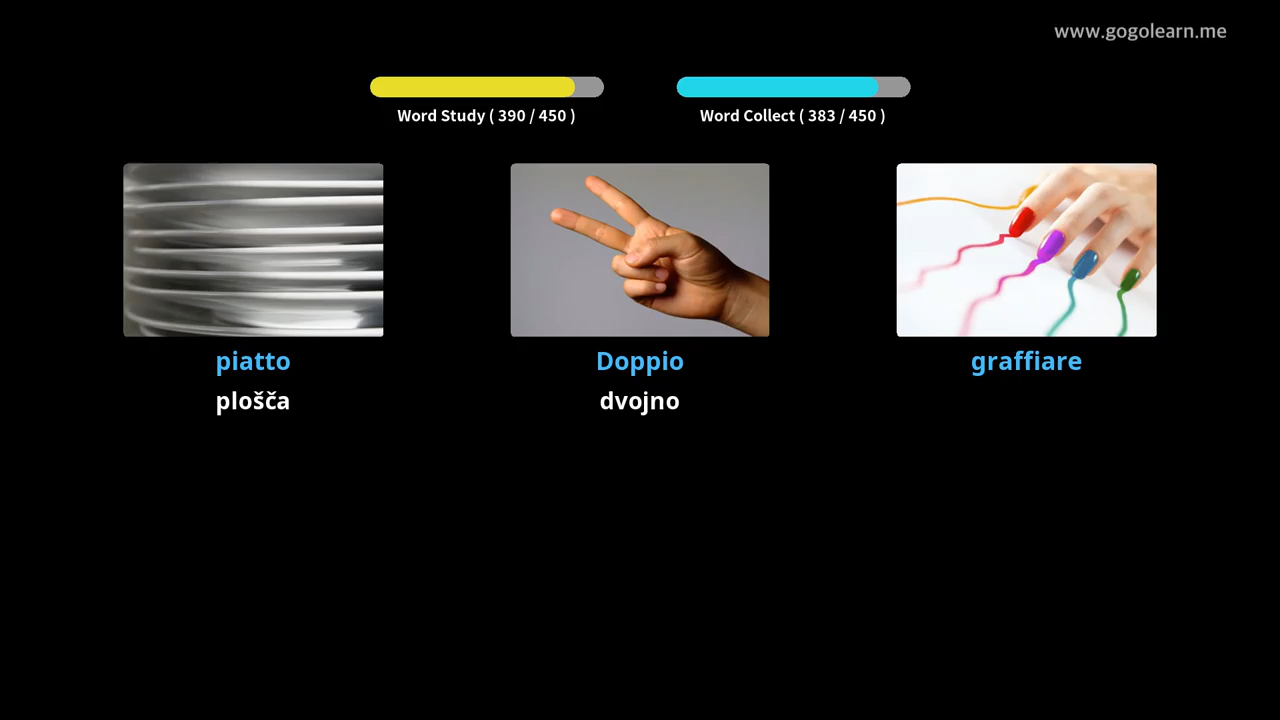 www.gogolearn.me
Word Study ( 390 / 450 )
Word Collect ( 383 / 450 )
piatto
plošča
Doppio
dvojno
graffiare